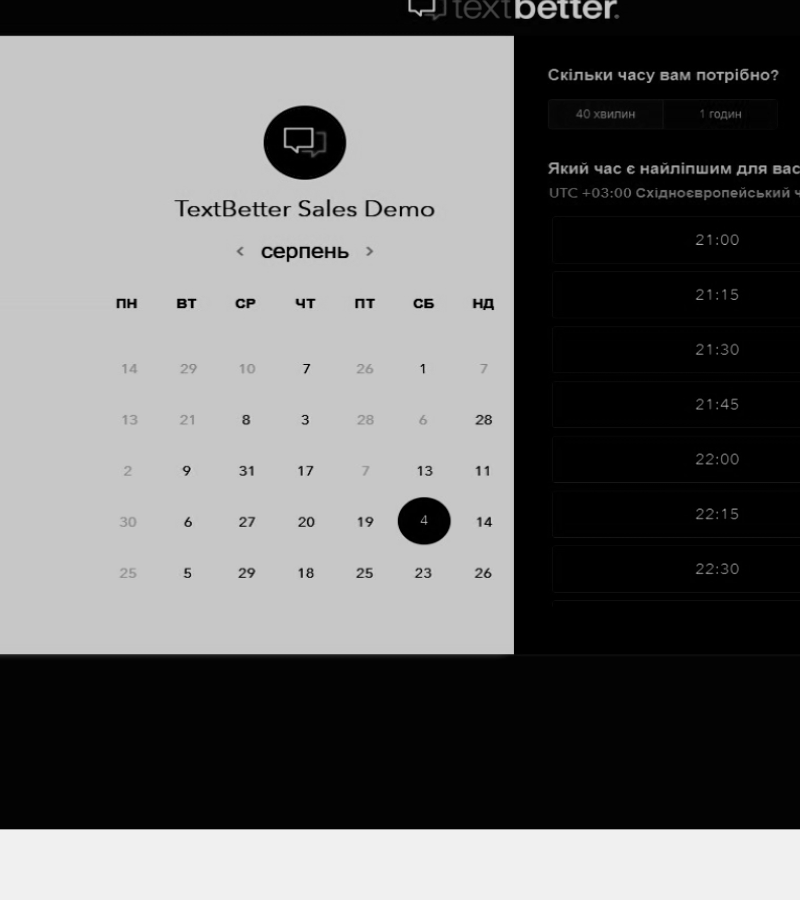 textbetter.
TextBetter Sales Demo
< серпень >
ПН ВТ СР ЧТ ПТ СБ НД
14 29 10 7 26 1 7
13 21 8 3 28 6 28
2 9 31 17 7 13 11
30 6 27 20 19 4 14
25 5 29 18 25 23 26
Скільки часу вам потрібно?
40 хвилин 1 годин
Який час є найліпшим для вас
UTC +03:00 Східноєвропейський ч
21:00
21:15
21:30
21:45
22:00
22:15
22:30